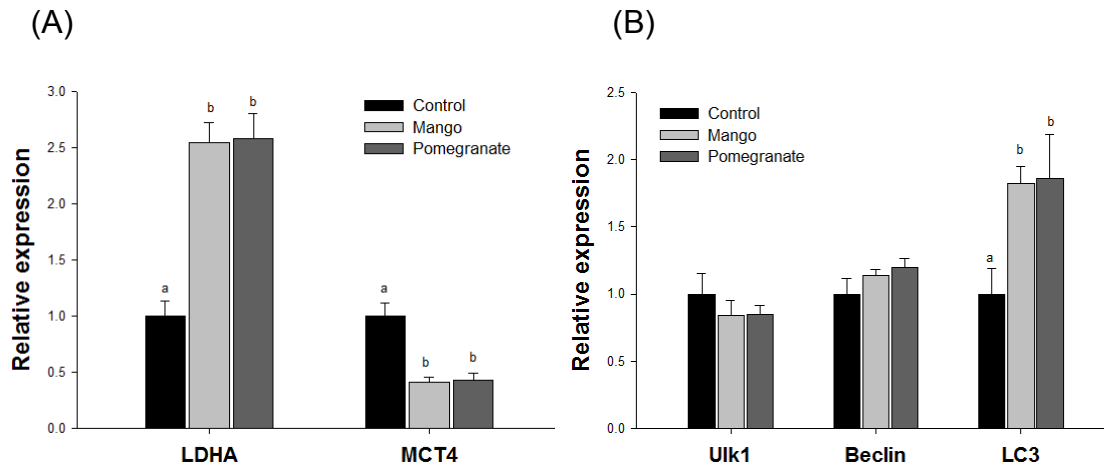 (A)
Relative expression
3.0
2.5
2.0
1.5
1.0
0.5
0.0
Control
Mango
Pomegranate
a
b
b
a
b
b
LDHA
MCT4
(B)
Relative expression
2.5
2.0
1.5
1.0
0.5
0.0
Control
Mango
Pomegranate
a
b
b
Ulk1
Beclin
LC3